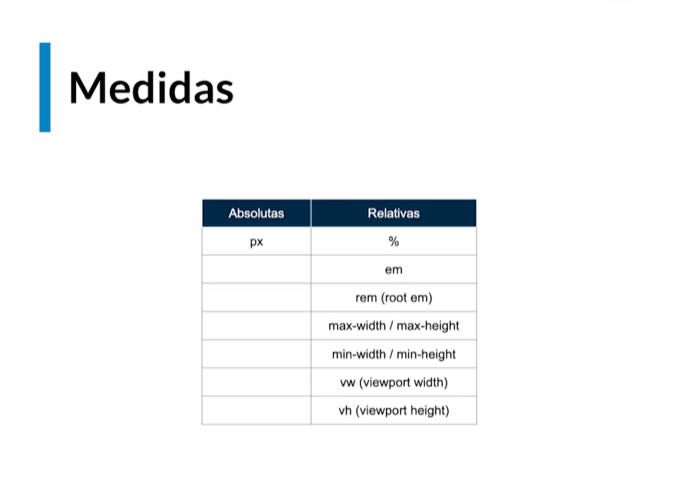 Medidas
Absolutas Relativas
px %
em
rem (root em)
max-width / max-height
min-width / min-height
vw (viewport width)
vh (viewport height)